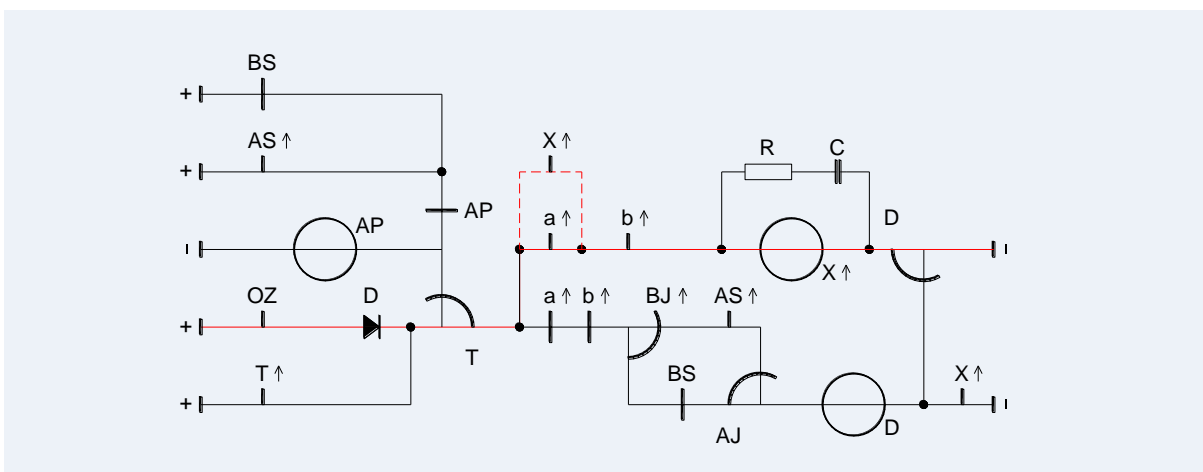 BS
+
AS ↑
+
X ↑
R C
AP
a ↑ b ↑ D
AP
X ↑
OZ D
a ↑ b ↑ BJ ↑ AS ↑
+
T
T ↑ BS X ↑
+
AJ D